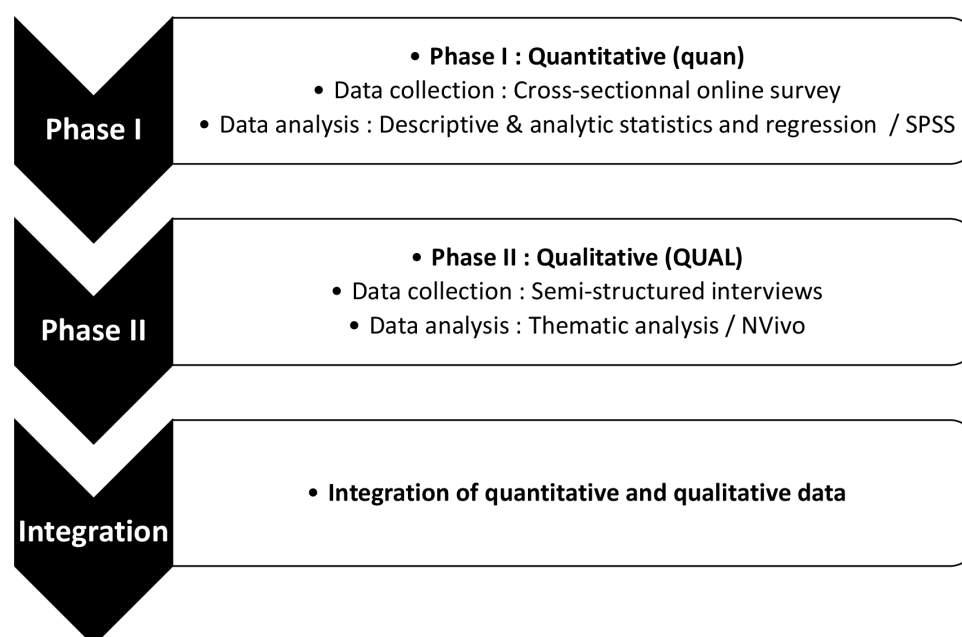 Phase I
• Phase I : Quantitative (quan)
• Data collection : Cross-sectionnal online survey
• Data analysis : Descriptive & analytic statistics and regression / SPSS
Phase II
• Phase II : Qualitative (QUAL)
• Data collection : Semi-structured interviews
• Data analysis : Thematic analysis / NVivo
Integration
• Integration of quantitative and qualitative data